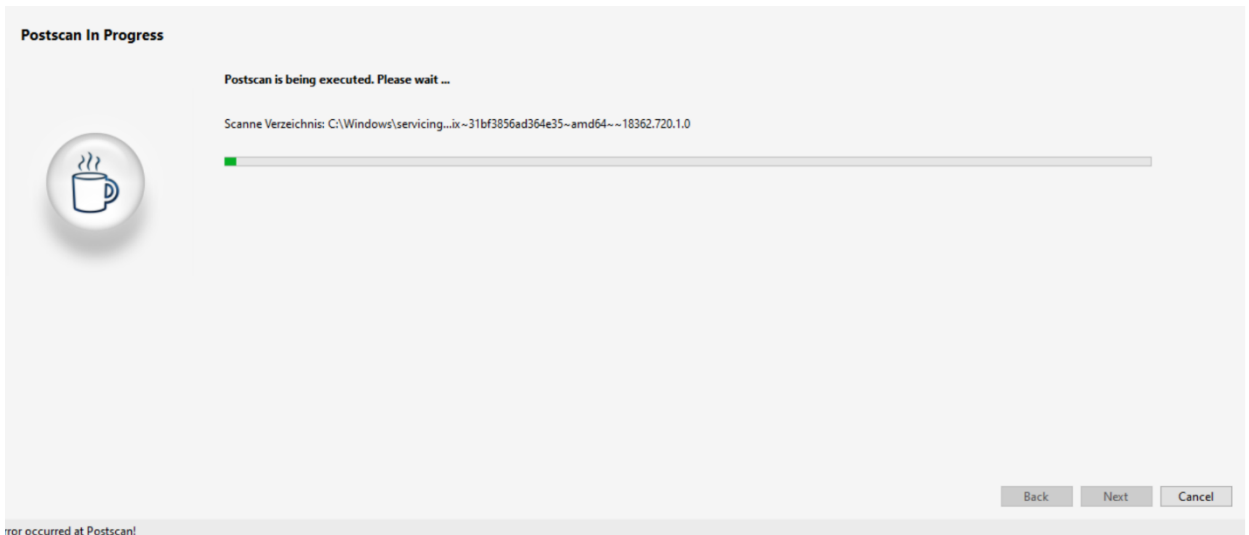 Postscan In Progress
Postscan is being executed. Please wait ...
Scanne Verzeichnis: C:\Windows\servicing...ix~31bf3856ad364e35~amd64~~18362.720.1.0
Back Next Cancel
rror occurred at Postscan!